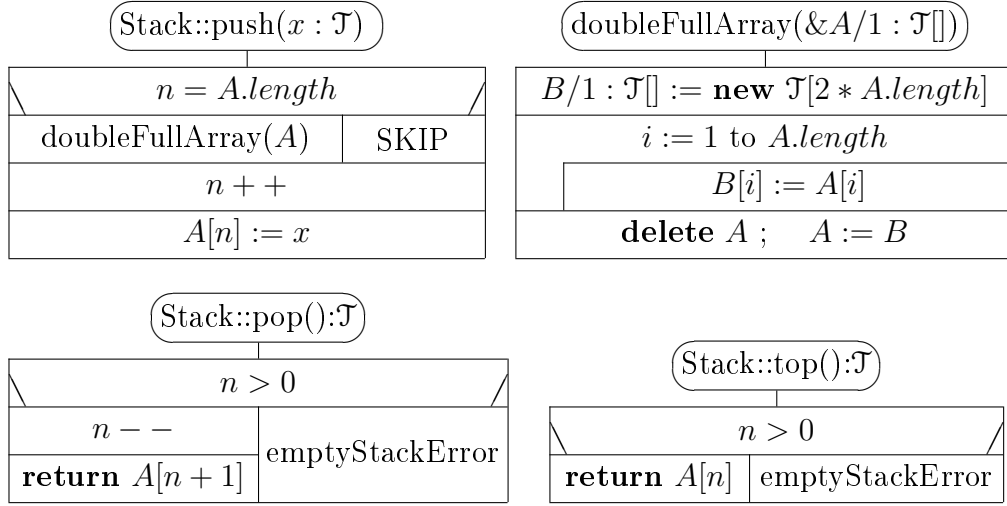 Stack::push(x : 𝒯)
n = A.length
doubleFullArray(A) SKIP
n + +
A[n] := x
doubleFullArray(&A/1 : 𝒯[])
B/1 : 𝒯[] := new 𝒯[2 * A.length]
i := 1 to A.length
B[i] := A[i]
delete A ; A := B
Stack::pop():𝒯
n > 0
n − −
return A[n + 1]
emptyStackError
Stack::top():𝒯
n > 0
return A[n] emptyStackError